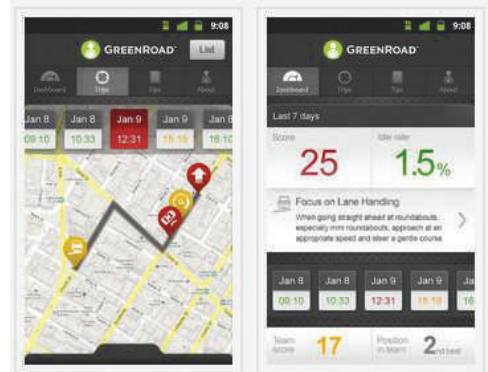 9:08
GREENROAD
List
Dashboard
Trips
Tips
About
Jan 8
Jan 8
Jan 9
Jan 9
Jan 9
09:10
10:33
12:31
15:18
16:10
9:08
GREENROAD
Dashboard
Trips
Tips
About
Last 7 days
Score
Idle rate
25
1.5%
Focus on Lane Handling
When going straight ahead at roundabouts,
especially mini roundabouts, approach at an
appropriate speed and steer a gentle course
Jan 8
Jan 8
Jan 9
Jan 9
Ja
09:10
10:33
12:31
15:18
16
Team
score
17
Position
in team
2nd best